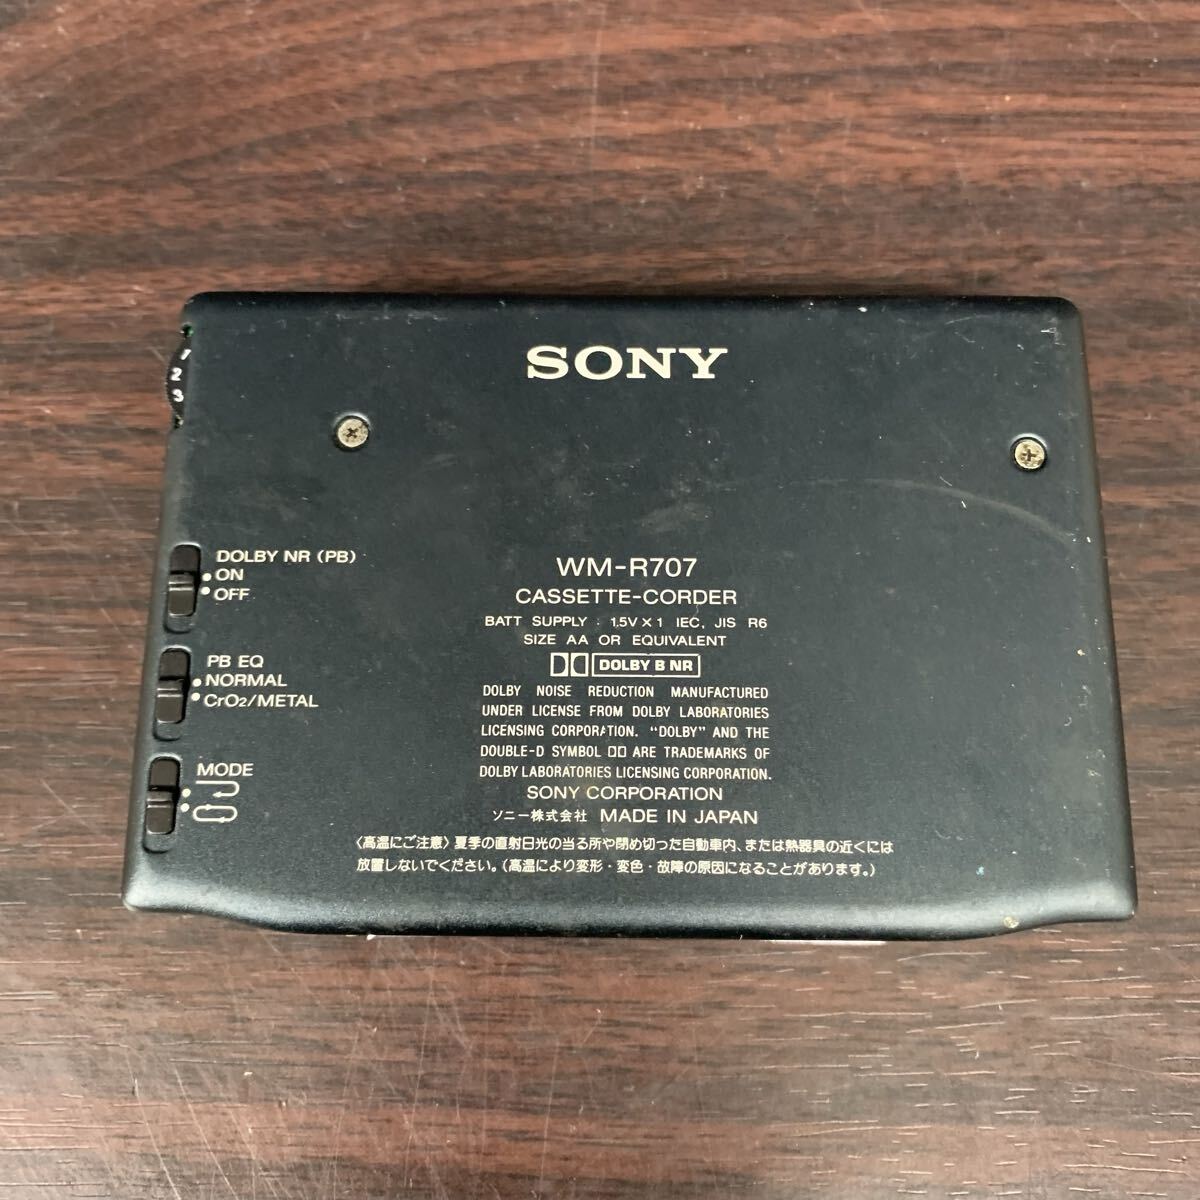 SONY
1
2
3
DOLBY NR (PB)
ON
OFF
PB EQ
NORMAL
CrO2/METAL
MODE
WM-R707
CASSETTE-CORDER
BATT SUPPLY : 1.5V × 1 IEC, JIS R6
SIZE AA OR EQUIVALENT
DOLBY B NR
DOLBY NOISE REDUCTION MANUFACTURED
UNDER LICENSE FROM DOLBY LABORATORIES
LICENSING CORPORATION. “DOLBY” AND THE
DOUBLE-D SYMBOL ARE TRADEMARKS OF
DOLBY LABORATORIES LICENSING CORPORATION.
SONY CORPORATION
ソニー株式会社 MADE IN JAPAN
〈高温にご注意〉夏季の直射日光の当る所や閉め切った自動車内、または熱器具の近くには
放置しないでください。(高温により変形・変色・故障の原因になることがあります。)